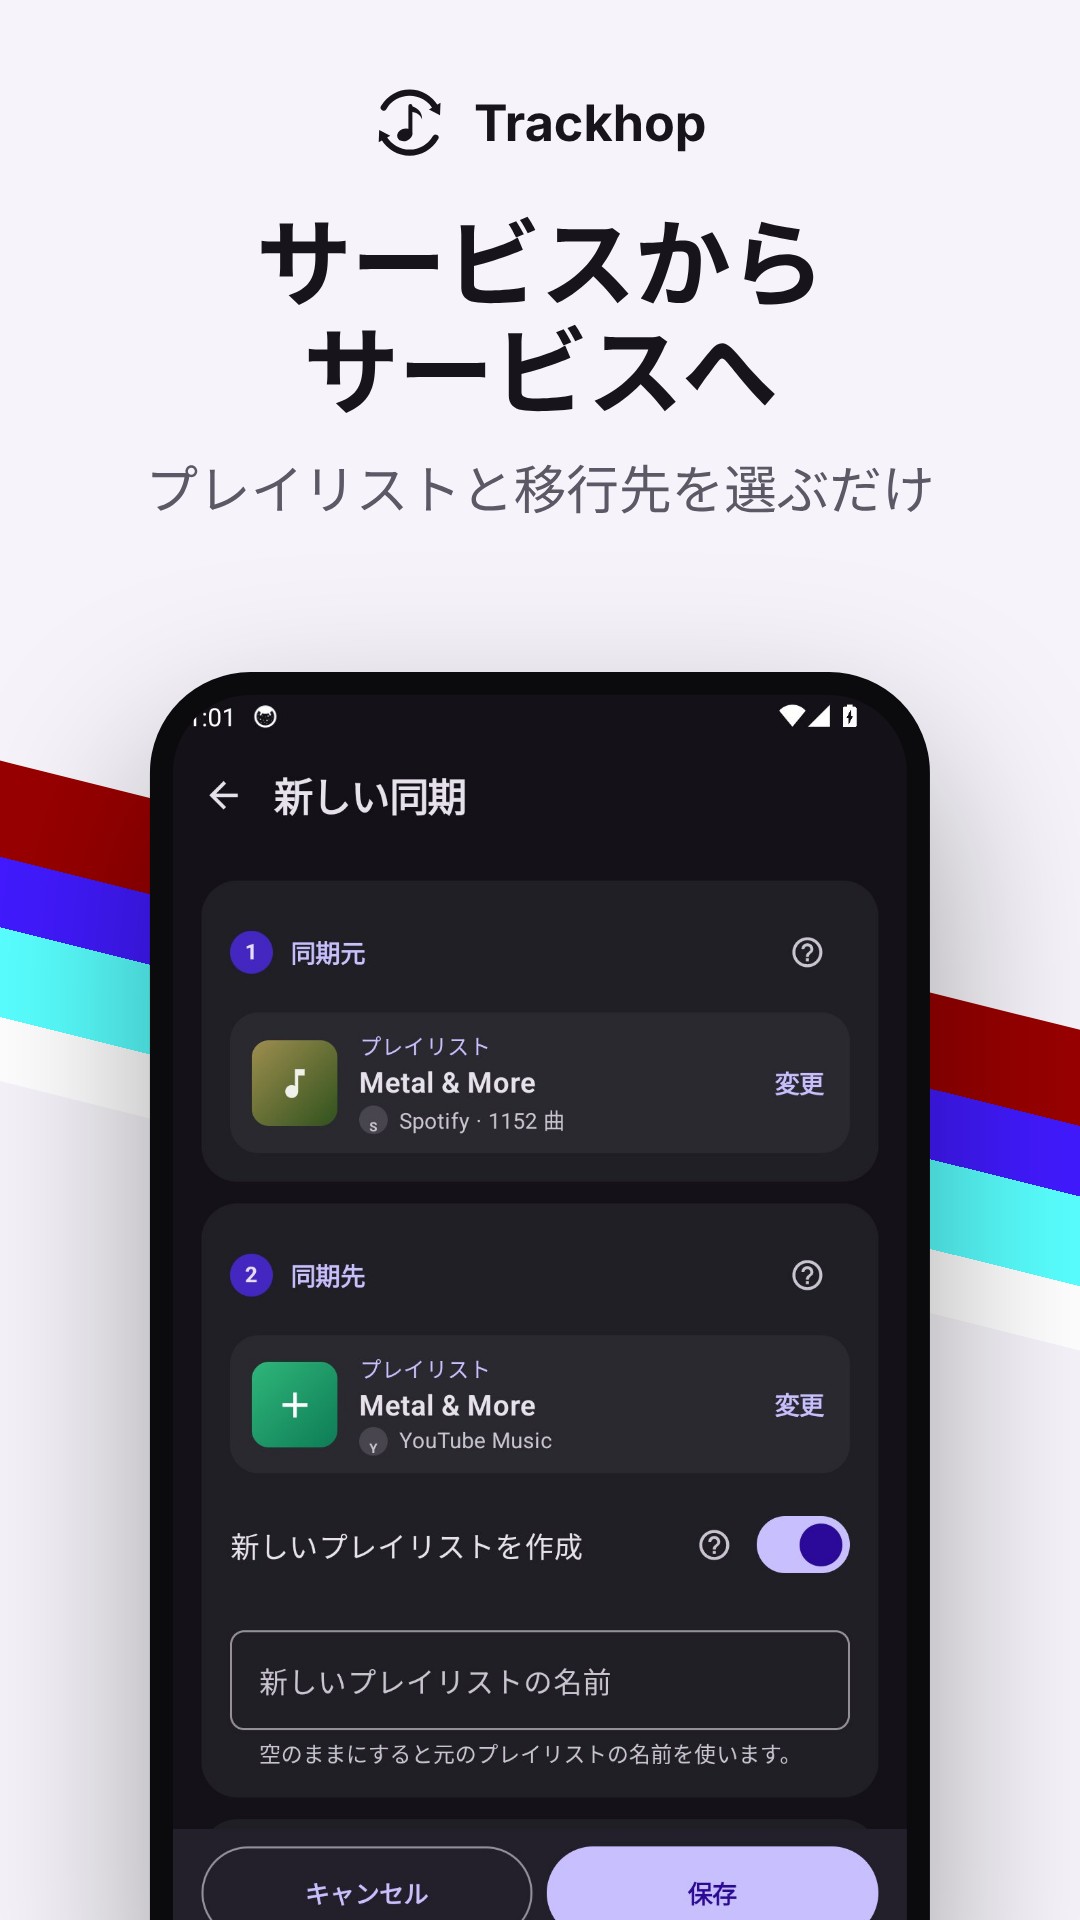 Trackhop
サービスから
サービスへ
プレイリストと移行先を選ぶだけ
:01
新しい同期
1 同期元
プレイリスト
Metal & More
変更
S Spotify · 1152 曲
2 同期先
プレイリスト
Metal & More
変更
Y YouTube Music
新しいプレイリストを作成
新しいプレイリストの名前
空のままにすると元のプレイリストの名前を使います。
キャンセル 保存